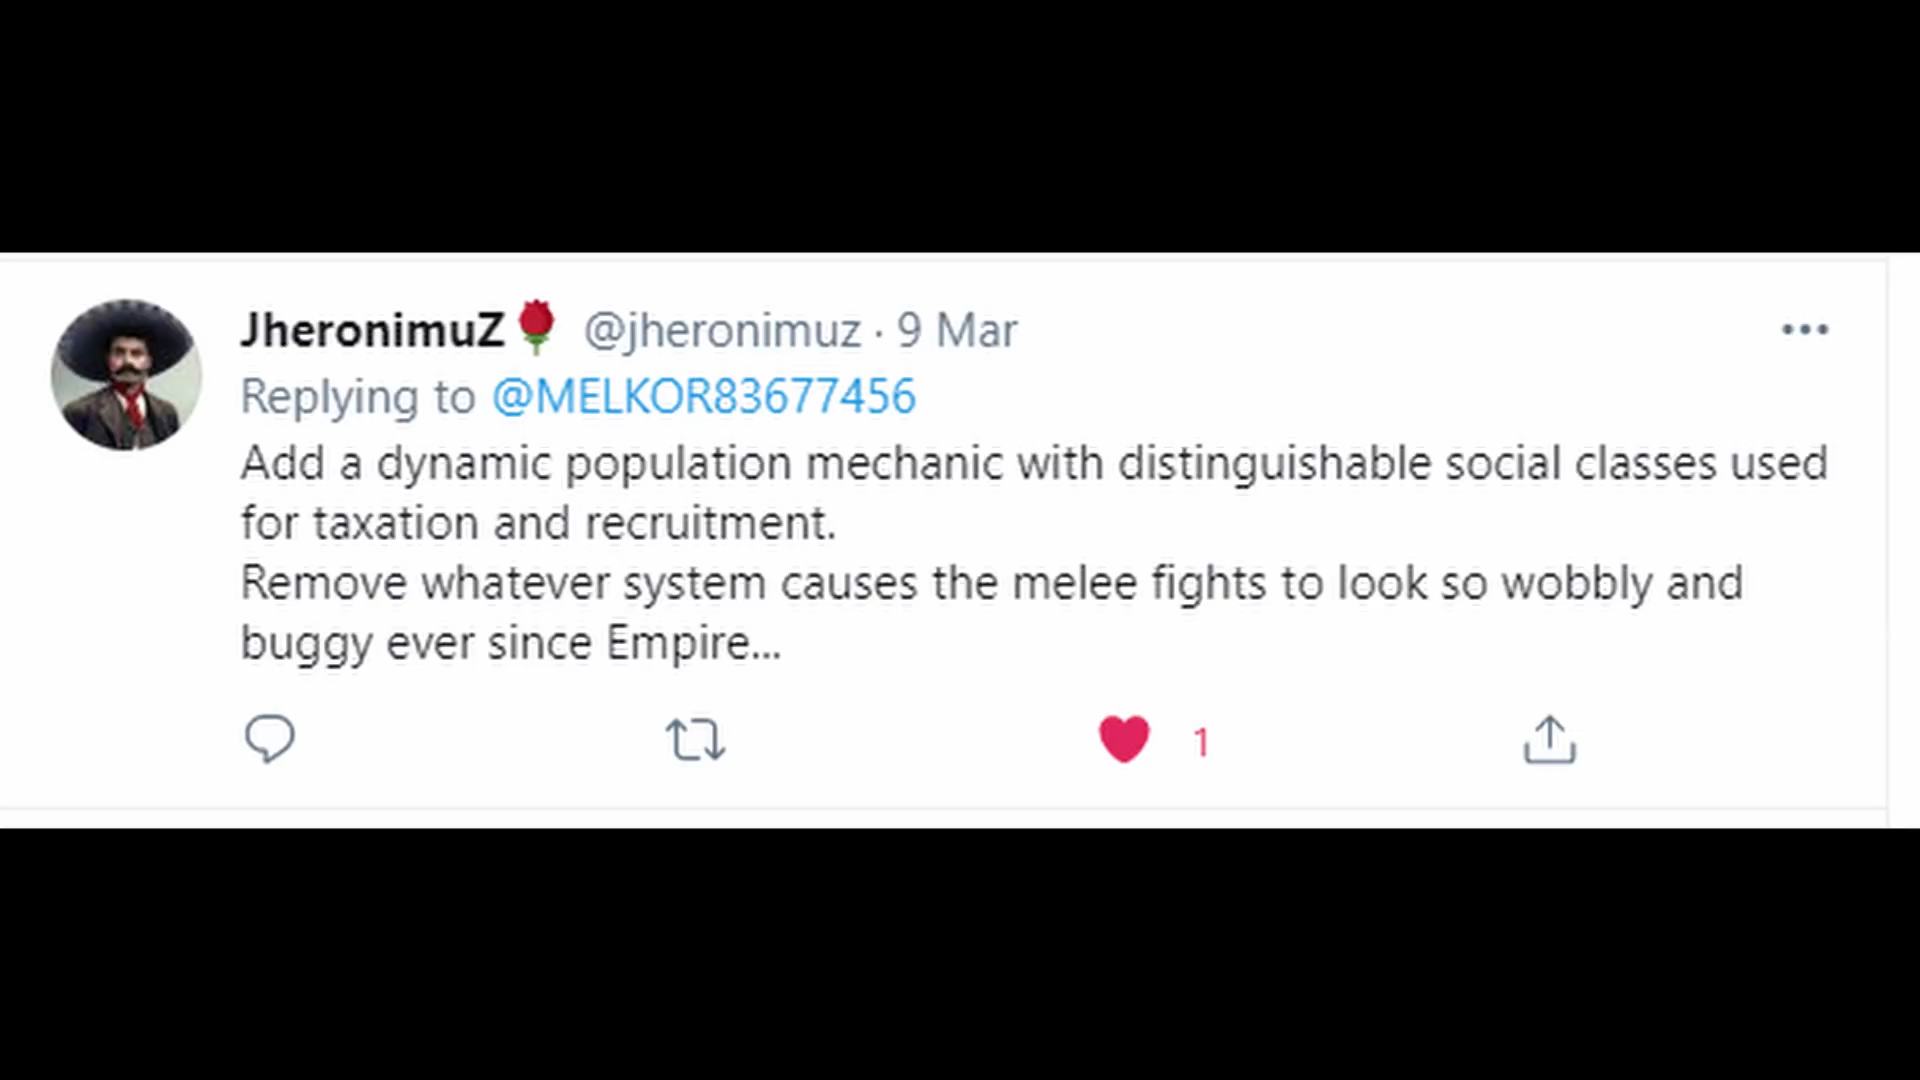 JheronimuZ🌹 @jheronimuz · 9 Mar
Replying to @MELKOR83677456
Add a dynamic population mechanic with distinguishable social classes used
for taxation and recruitment.
Remove whatever system causes the melee fights to look so wobbly and
buggy ever since Empire...
1